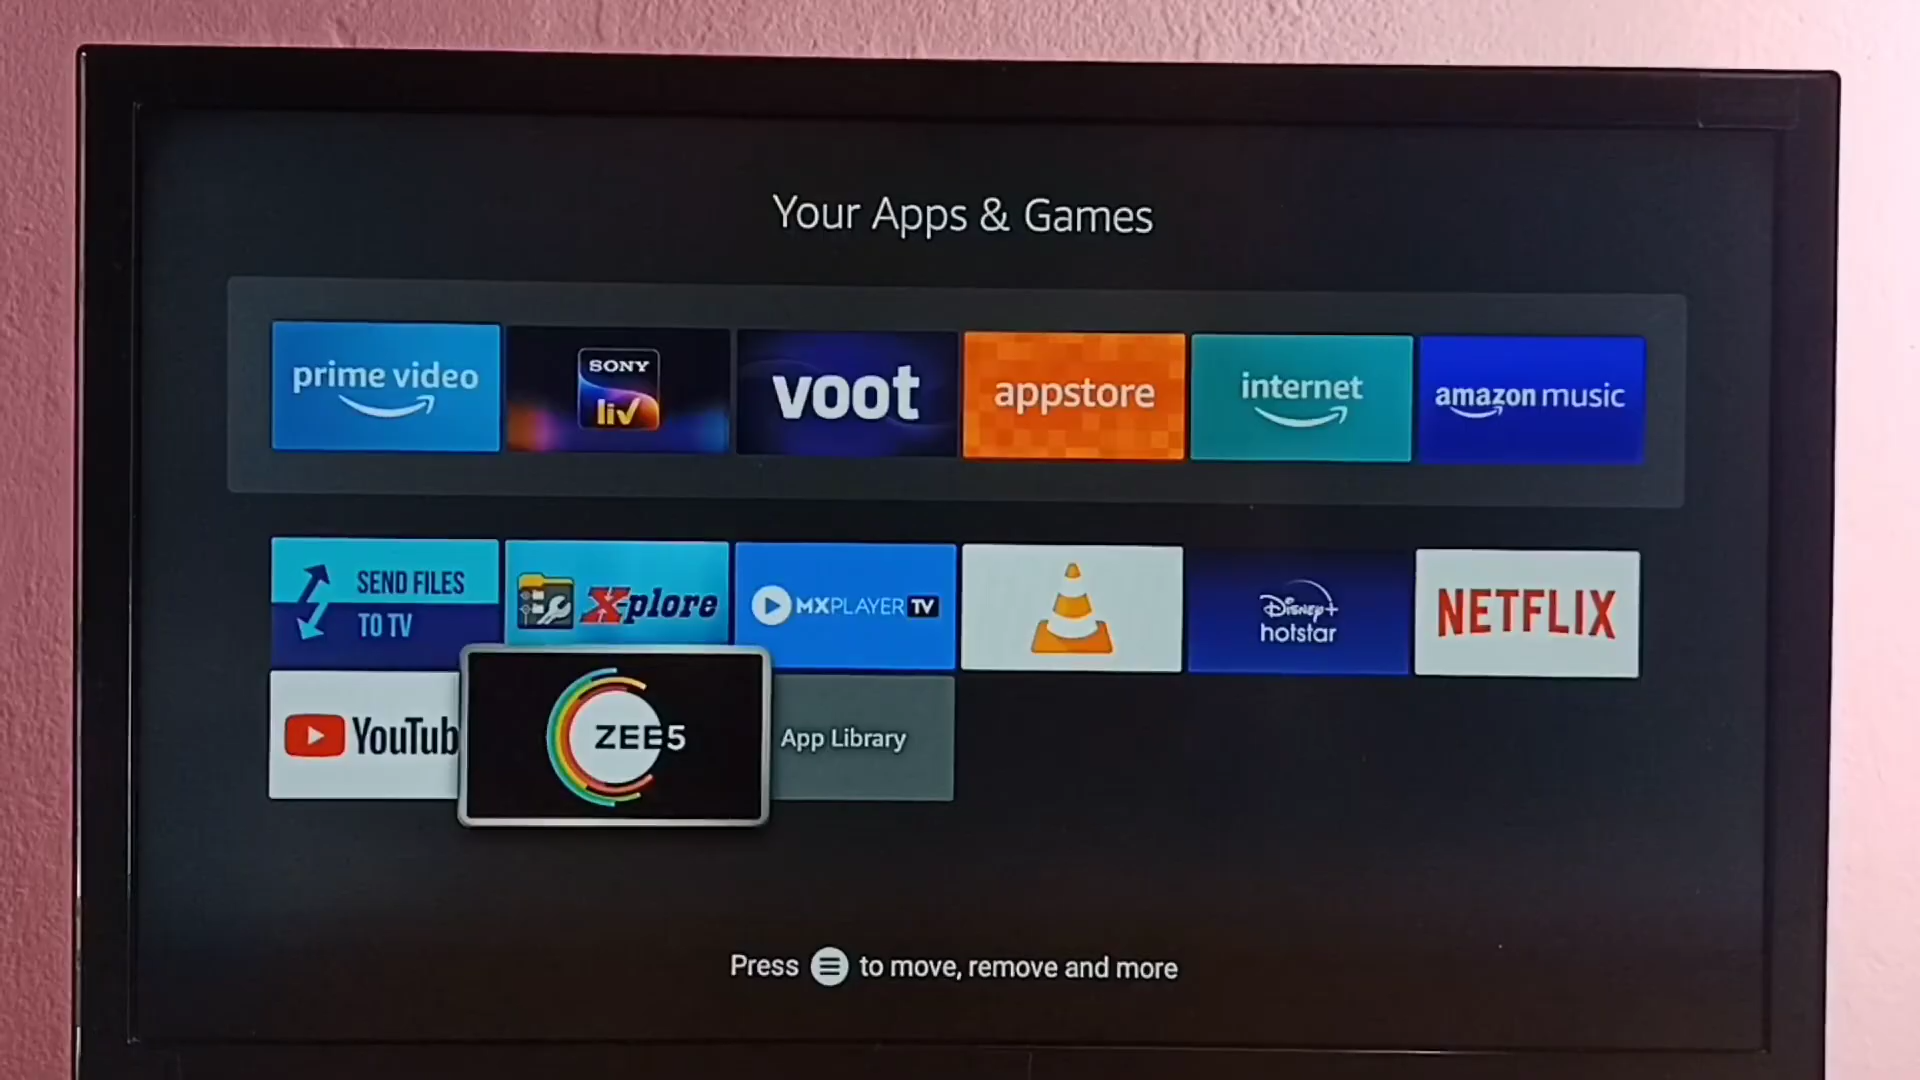 Your Apps & Games
prime video
SONY
liv
voot
appstore
internet
amazon music
SEND FILES
TO TV
X-plore
MXPLAYER TV
Disney+
hotstar
NETFLIX
YouTub
ZEE5
App Library
Press to move, remove and more